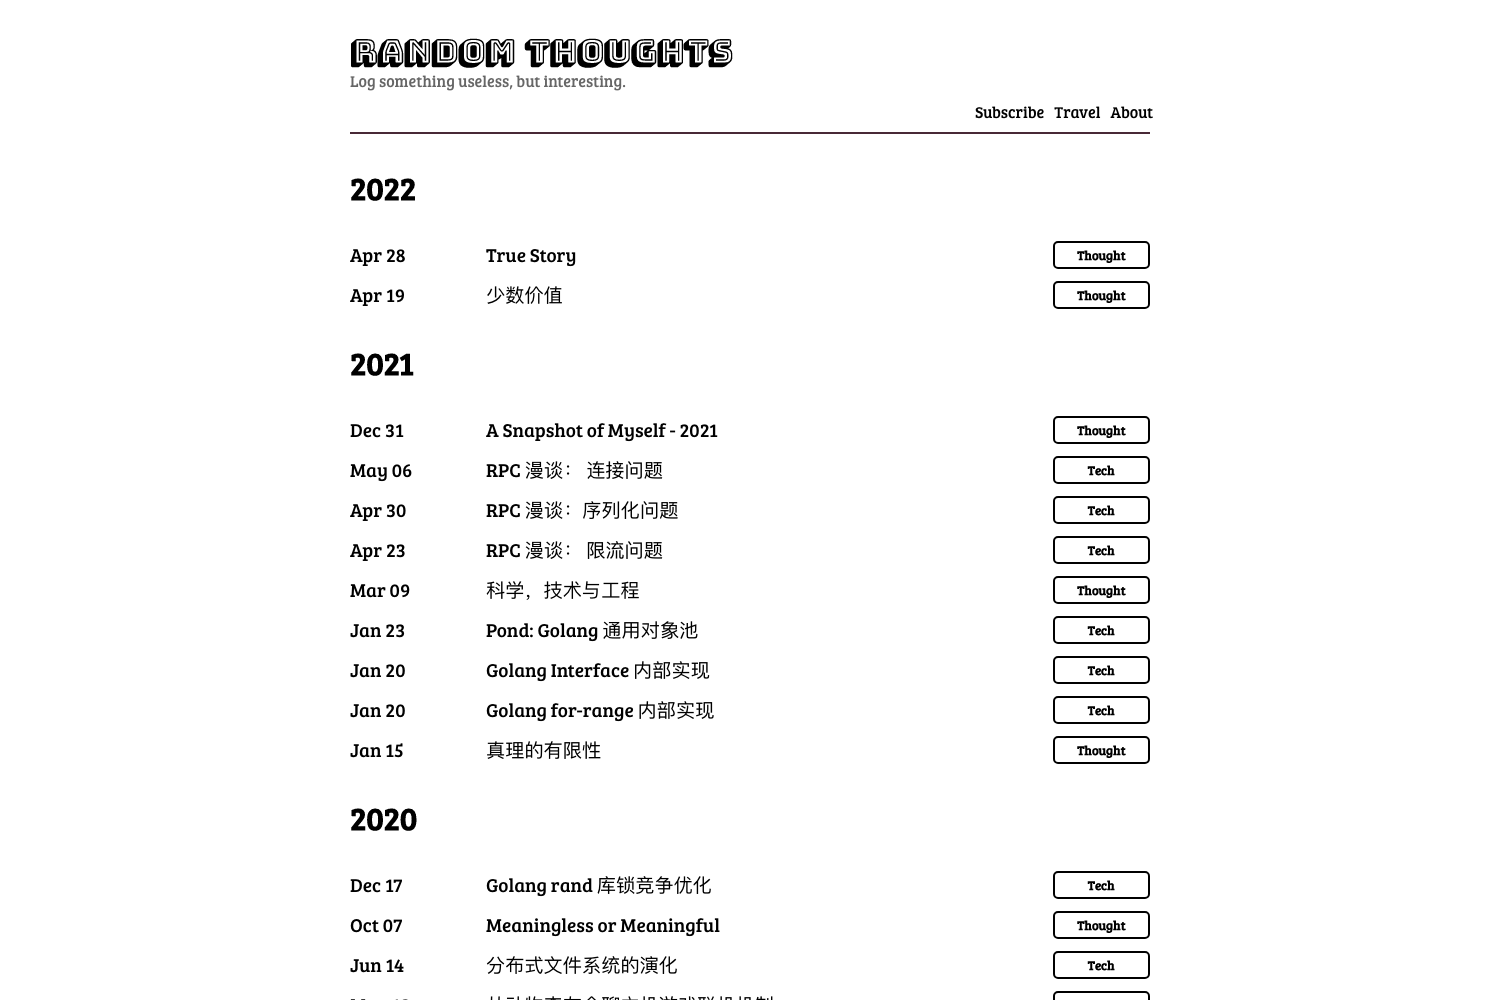 RANDOM THOUGHTS
Log something useless, but interesting.
Subscribe Travel About
2022
Apr 28 True Story Thought
Apr 19 少数价值 Thought
2021
Dec 31 A Snapshot of Myself - 2021 Thought
May 06 RPC 漫谈： 连接问题 Tech
Apr 30 RPC 漫谈：序列化问题 Tech
Apr 23 RPC 漫谈： 限流问题 Tech
Mar 09 科学，技术与工程 Thought
Jan 23 Pond: Golang 通用对象池 Tech
Jan 20 Golang Interface 内部实现 Tech
Jan 20 Golang for-range 内部实现 Tech
Jan 15 真理的有限性 Thought
2020
Dec 17 Golang rand 库锁竞争优化 Tech
Oct 07 Meaningless or Meaningful Thought
Jun 14 分布式文件系统的演化 Tech